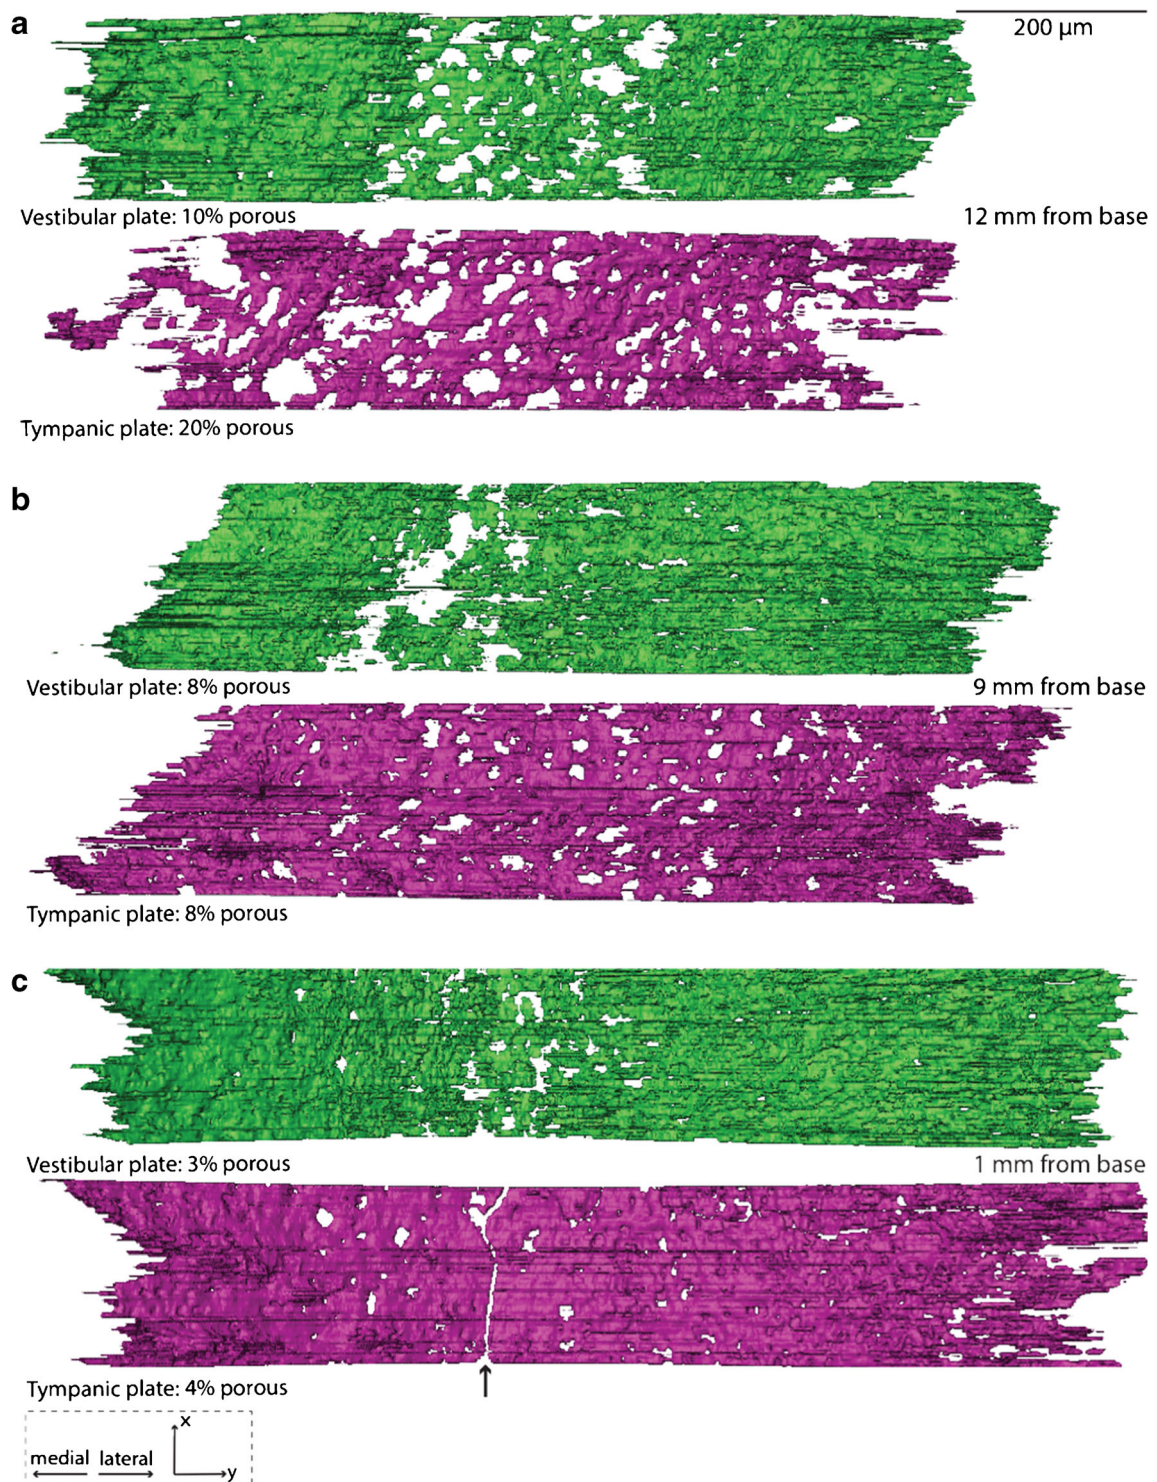 a
200 µm
Vestibular plate: 10% porous
12 mm from base
Tympanic plate: 20% porous
b
Vestibular plate: 8% porous
9 mm from base
Tympanic plate: 8% porous
c
Vestibular plate: 3% porous
1 mm from base
Tympanic plate: 4% porous
x
medial lateral
y